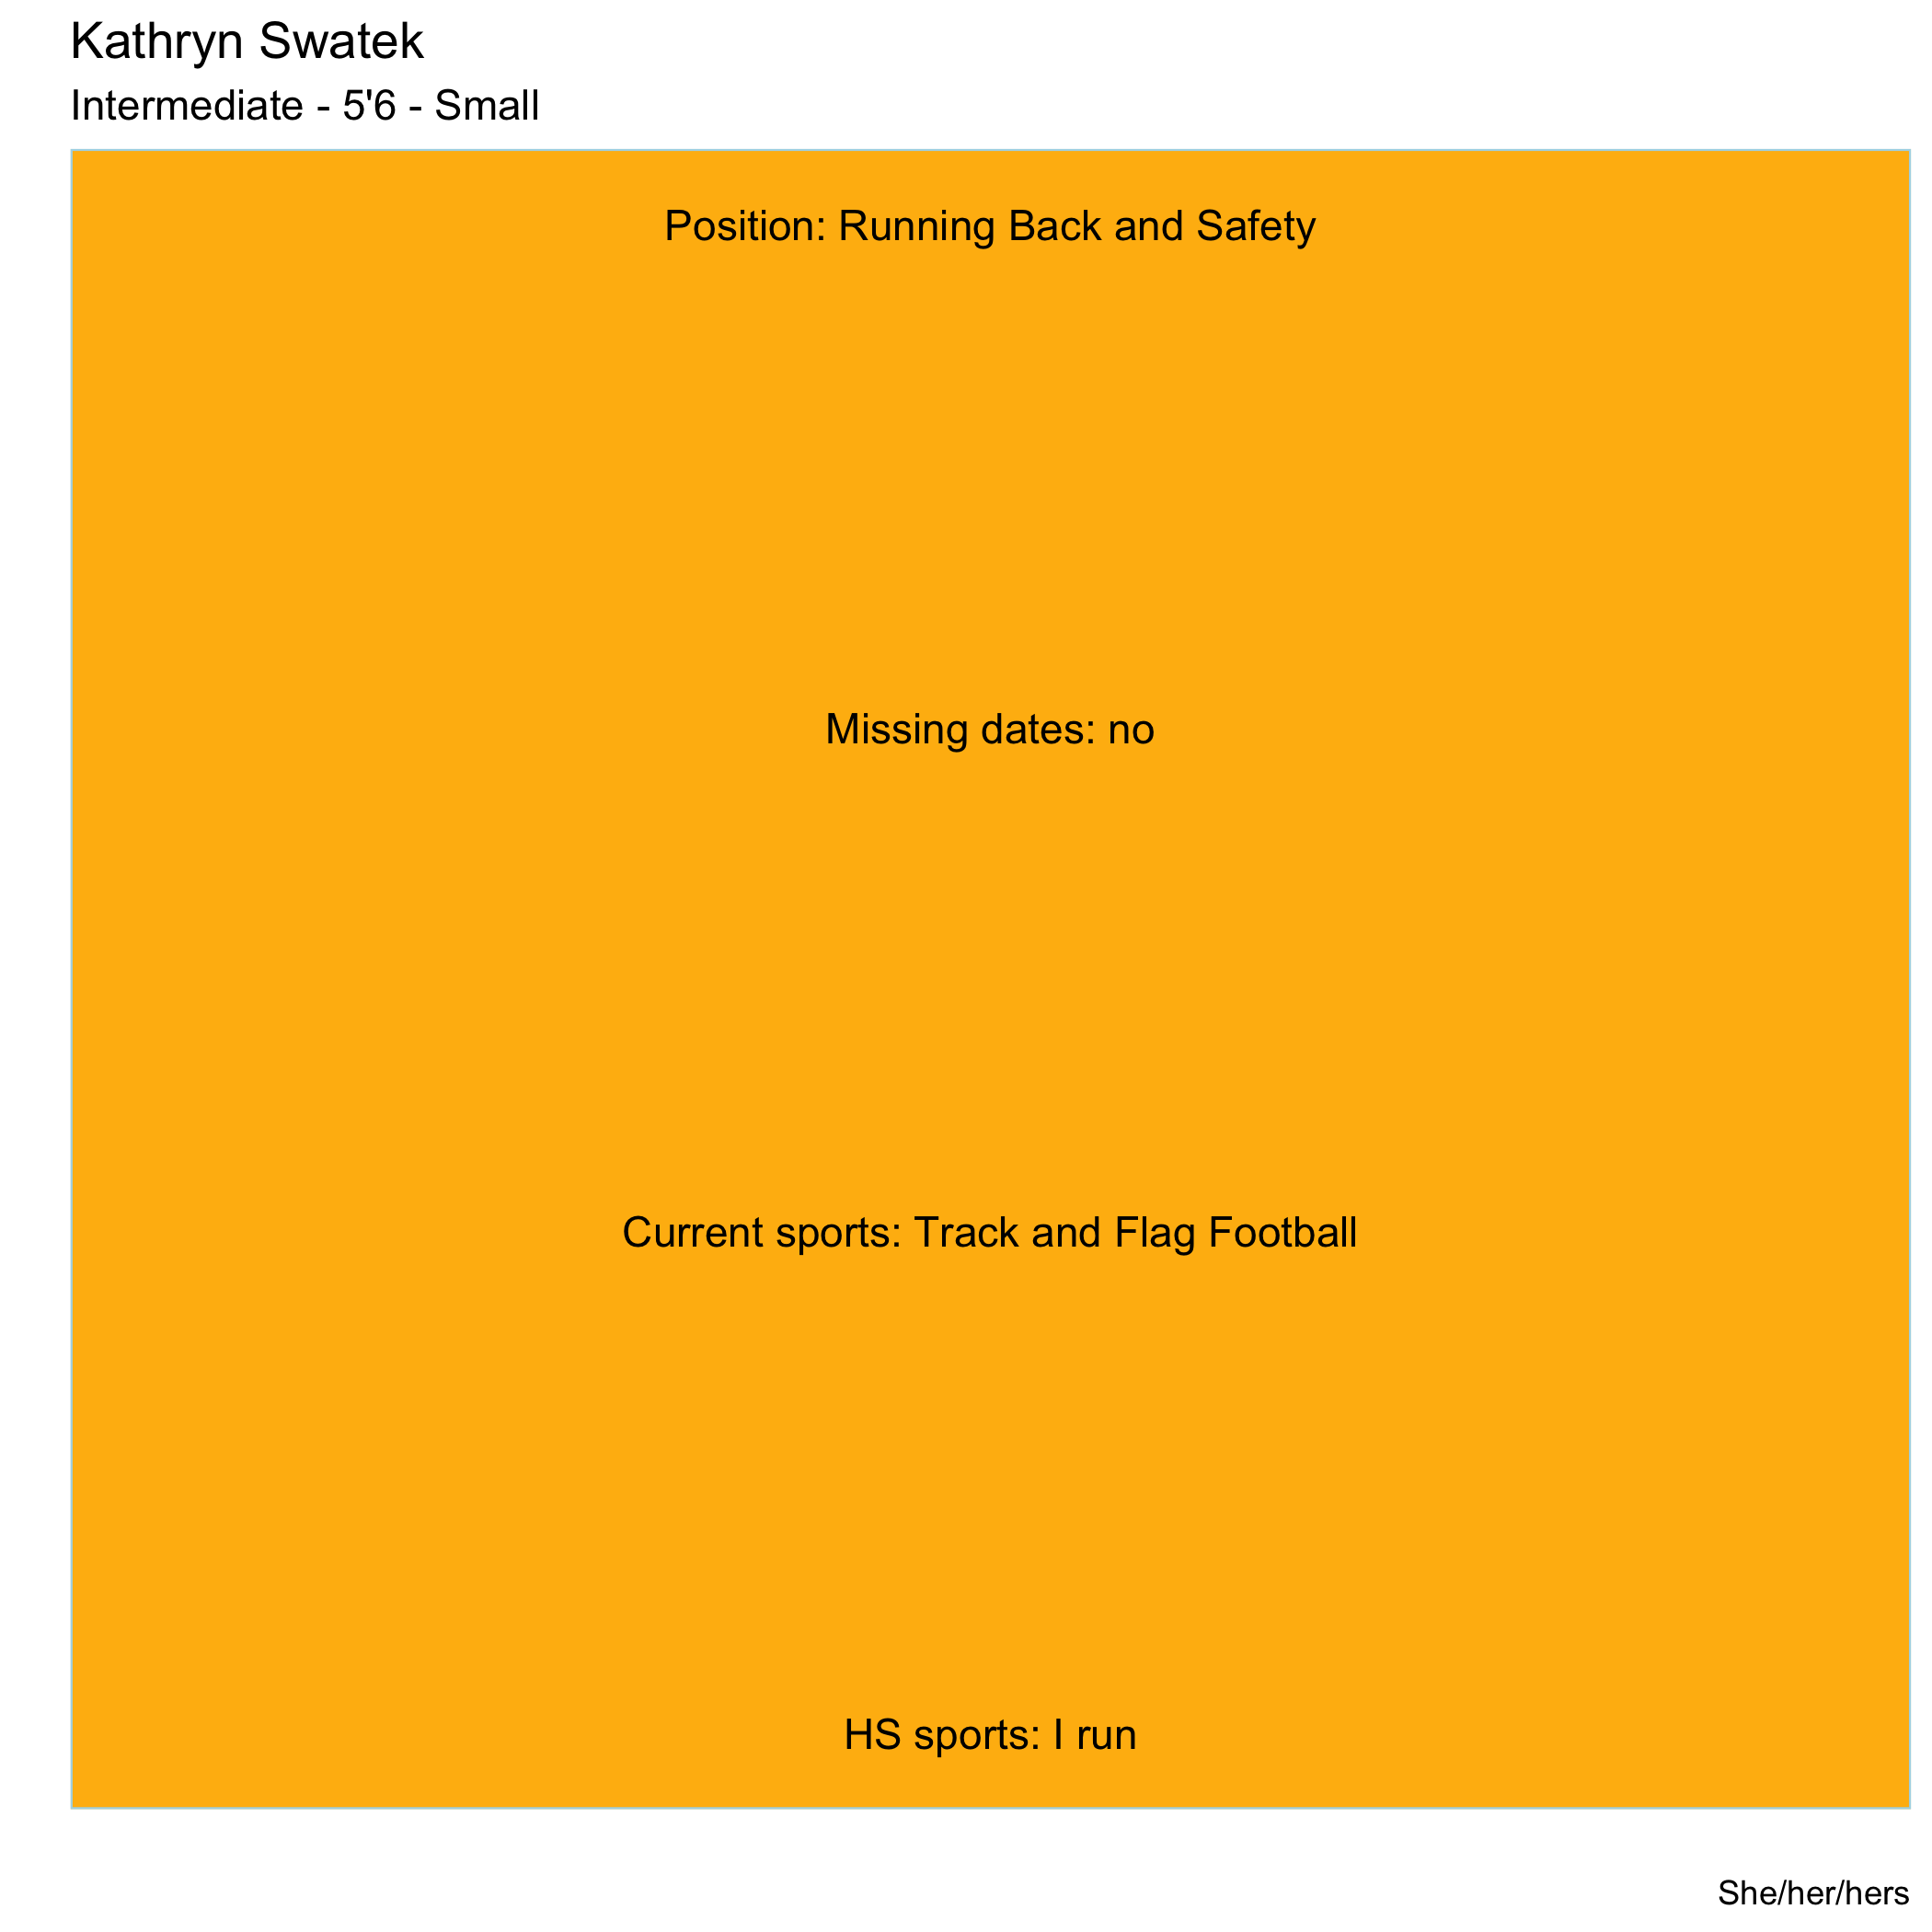 Kathryn Swatek
Intermediate - 5'6 - Small
Position: Running Back and Safety
Missing dates: no
Current sports: Track and Flag Football
HS sports: I run
She/her/hers